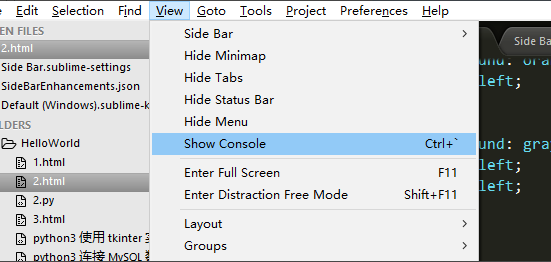 Edit Selection Find View Goto Tools Project Preferences Help
EN FILES
2.html
Side Bar.sublime-settings
SideBarEnhancements.json
Default (Windows).sublime-k
LDERS
HelloWorld
1.html
2.html
2.py
3.html
python3 使用 tkinter
python3 连接 MySQL
Side Bar
Hide Minimap
Hide Tabs
Hide Status Bar
Hide Menu
Show Console Ctrl+`
Enter Full Screen F11
Enter Distraction Free Mode Shift+F11
Layout
Groups
Side Ba
ound: ora
left;
ound: gra
left;
left;